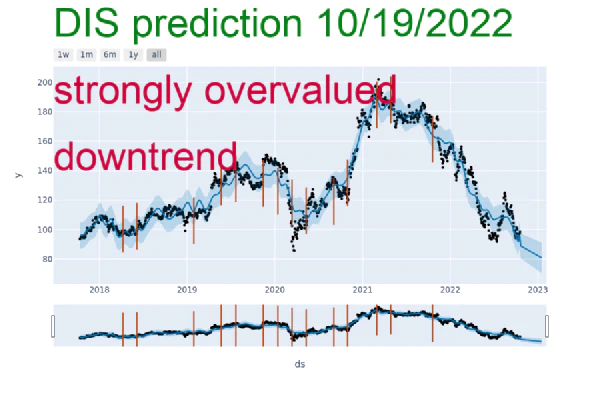 DIS prediction 10/19/2022
1w 1m 6m 1y all
200
strongly overvalued
180
160
downtrend
140
120
100
80
y
2018 2019 2020 2021 2022 2023
ds